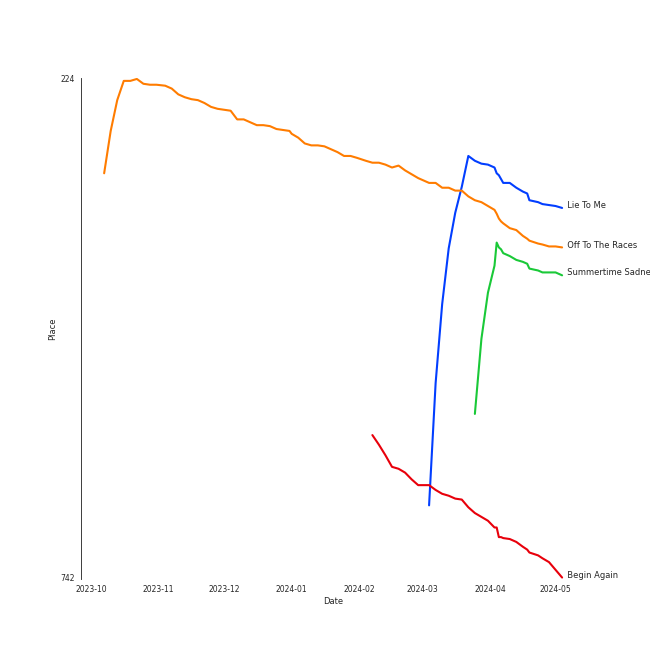 224
Lie To Me
Off To The Races
Summertime Sadne
Place
Begin Again
742
2023-10 2023-11 2023-12 2024-01 2024-02 2024-03 2024-04 2024-05
Date